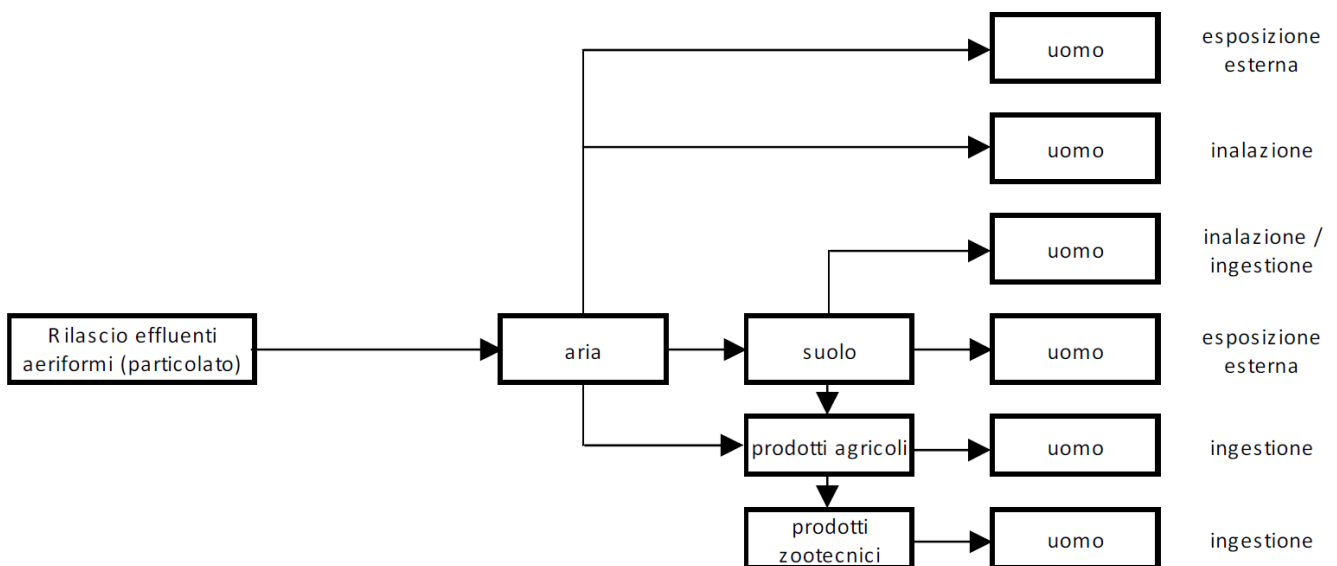 uomo
esposizione
esterna
uomo
inalazione
uomo
inalazione /
ingestione
Rilascio effluenti
aeriformi (particolato)
aria
suolo
uomo
esposizione
esterna
prodotti agricoli
uomo
ingestione
prodotti
zootecnici
uomo
ingestione